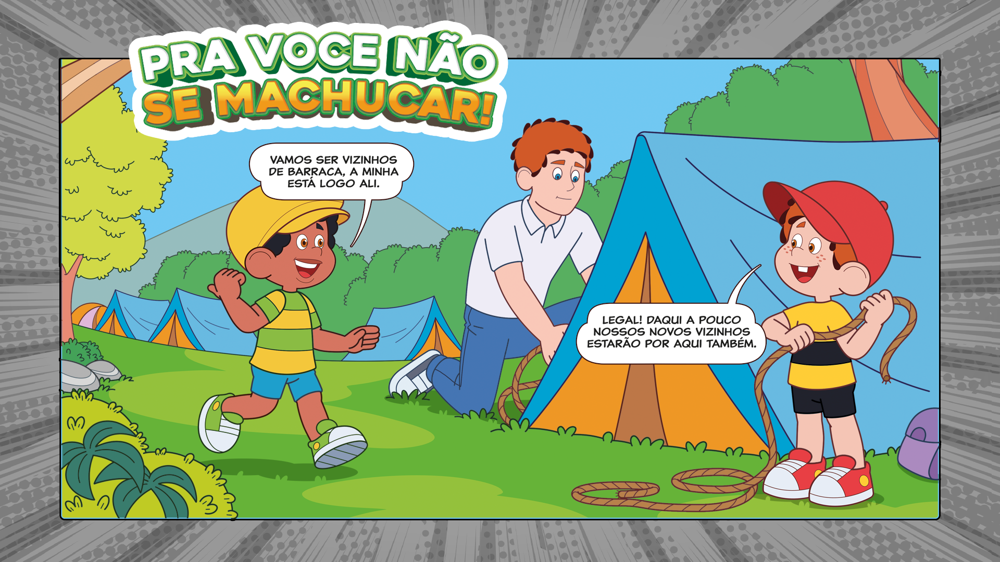 PRA VOCE NÃO
SE MACHUCAR!
VAMOS SER VIZINHOS
DE BARRACA, A MINHA
ESTÁ LOGO ALI.
LEGAL! DAQUI A POUCO
NOSSOS NOVOS VIZINHOS
ESTARÃO POR AQUI TAMBÉM.